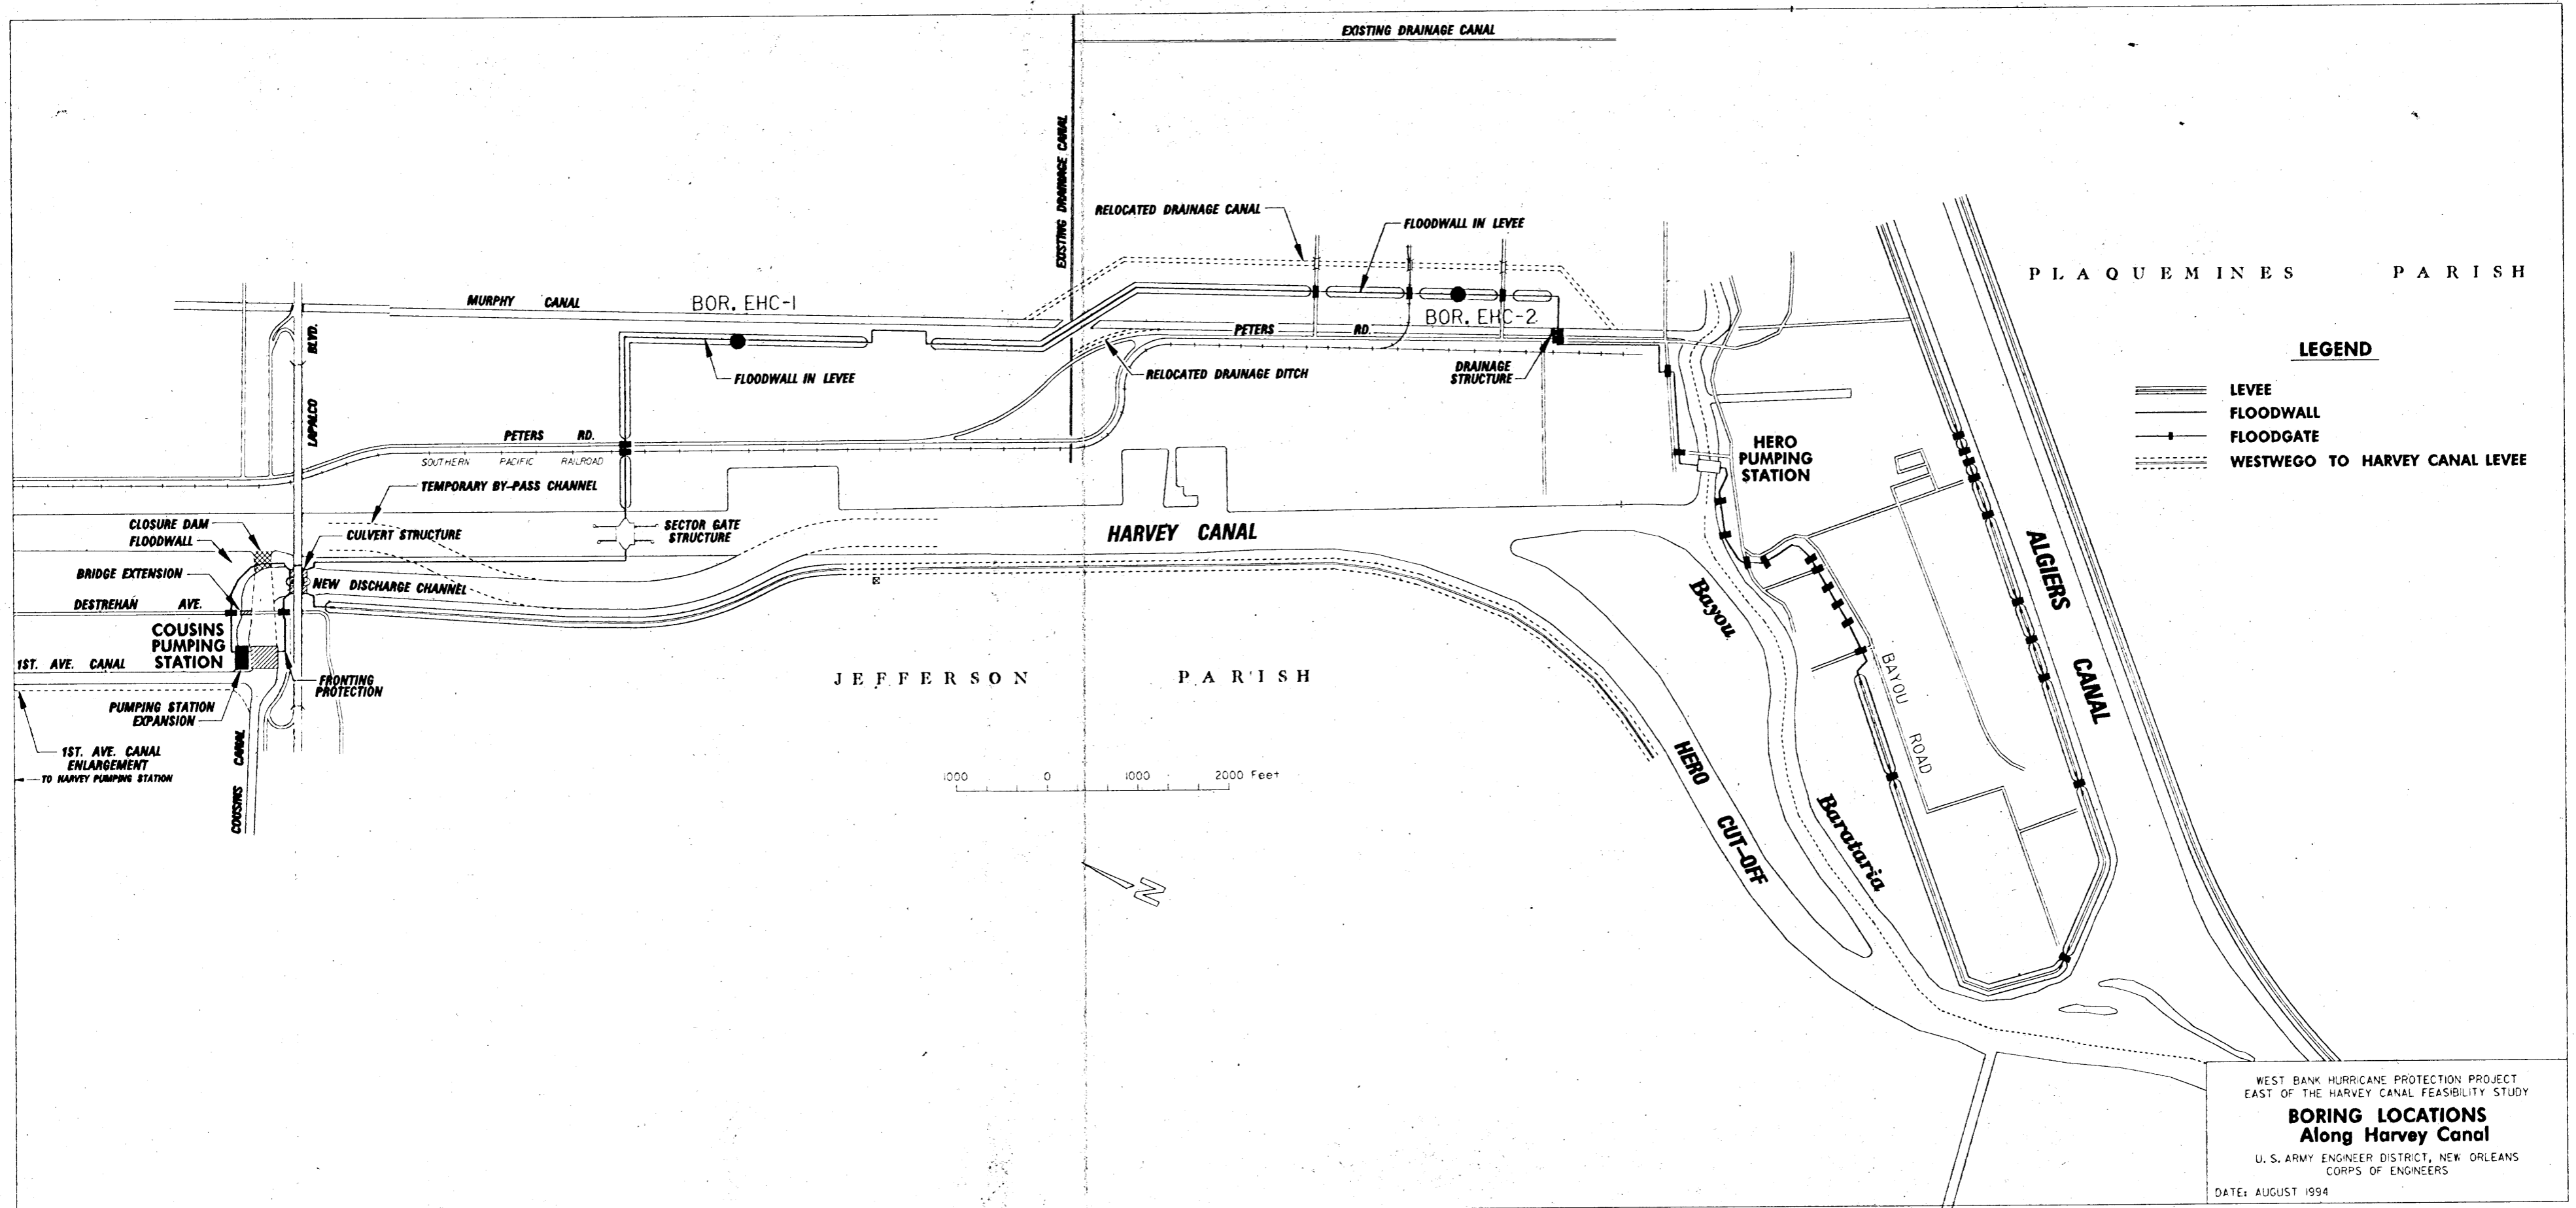 EXISTING DRAINAGE CANAL
EXISTING DRAINAGE CANAL
RELOCATED DRAINAGE CANAL
FLOODWALL IN LEVEE
PLAQUEMINES PARISH
MURPHY CANAL
BOR. EHC-1
BOR. EHC-2
PETERS RD.
LAPALCO BLVD.
FLOODWALL IN LEVEE
RELOCATED DRAINAGE DITCH
DRAINAGE
STRUCTURE
LEGEND
LEVEE
FLOODWALL
FLOODGATE
WESTWEGO TO HARVEY CANAL LEVEE
PETERS RD.
SOUTHERN PACIFIC RAILROAD
HERO
PUMPING
STATION
TEMPORARY BY-PASS CHANNEL
CLOSURE DAM
FLOODWALL
CULVERT STRUCTURE
SECTOR GATE
STRUCTURE
HARVEY CANAL
ALGIERS CANAL
BRIDGE EXTENSION
NEW DISCHARGE CHANNEL
DESTREHAN AVE.
COUSINS
PUMPING
STATION
1ST. AVE. CANAL
FRONTING
PROTECTION
JEFFERSON PARISH
Bayou Barataria
BAYOU ROAD
PUMPING STATION
EXPANSION
1ST. AVE. CANAL
ENLARGEMENT
TO HARVEY PUMPING STATION
COUSINS CANAL
HERO CUT-OFF
1000 0 1000 2000 Feet
N
WEST BANK HURRICANE PROTECTION PROJECT
EAST OF THE HARVEY CANAL FEASIBILITY STUDY
BORING LOCATIONS
Along Harvey Canal
U. S. ARMY ENGINEER DISTRICT, NEW ORLEANS
CORPS OF ENGINEERS
DATE: AUGUST 1994